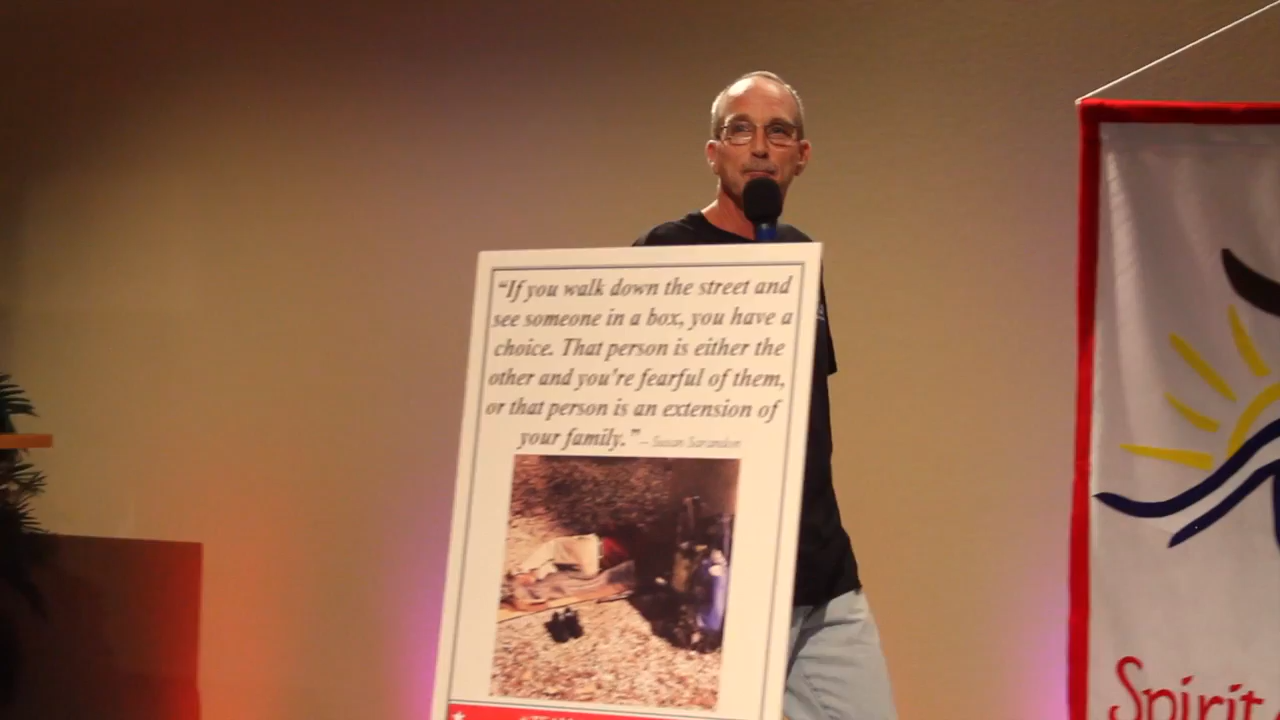 “If you walk down the street and
see someone in a box, you have a
choice. That person is either the
other and you're fearful of them,
or that person is an extension of
your family.” – Susan Sarandon
Spirit